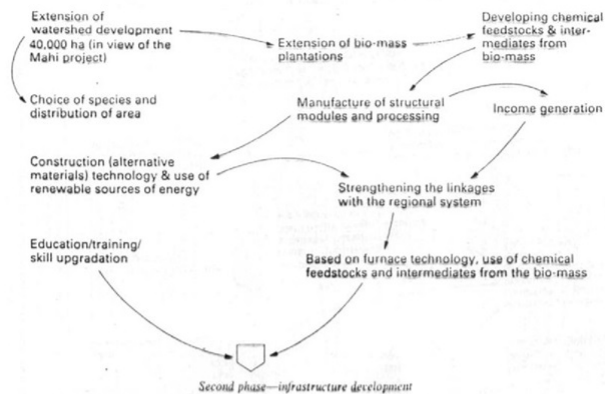 Extension of
watershed development
40,000 ha (in view of the
Mahi project)
Extension of bio-mass
plantations
Developing chemical
feedstocks & inter-
mediates from
bio-mass
Choice of species and
distribution of area
Manufacture of structural
modules and processing
Income generation
Construction (alternative
materials) technology & use of
renewable sources of energy
Strengthening the linkages
with the regional system
Education/training/
skill upgradation
Based on furnace technology, use of chemical
feedstocks and intermediates from the bio-mass
Second phase—infrastructure development